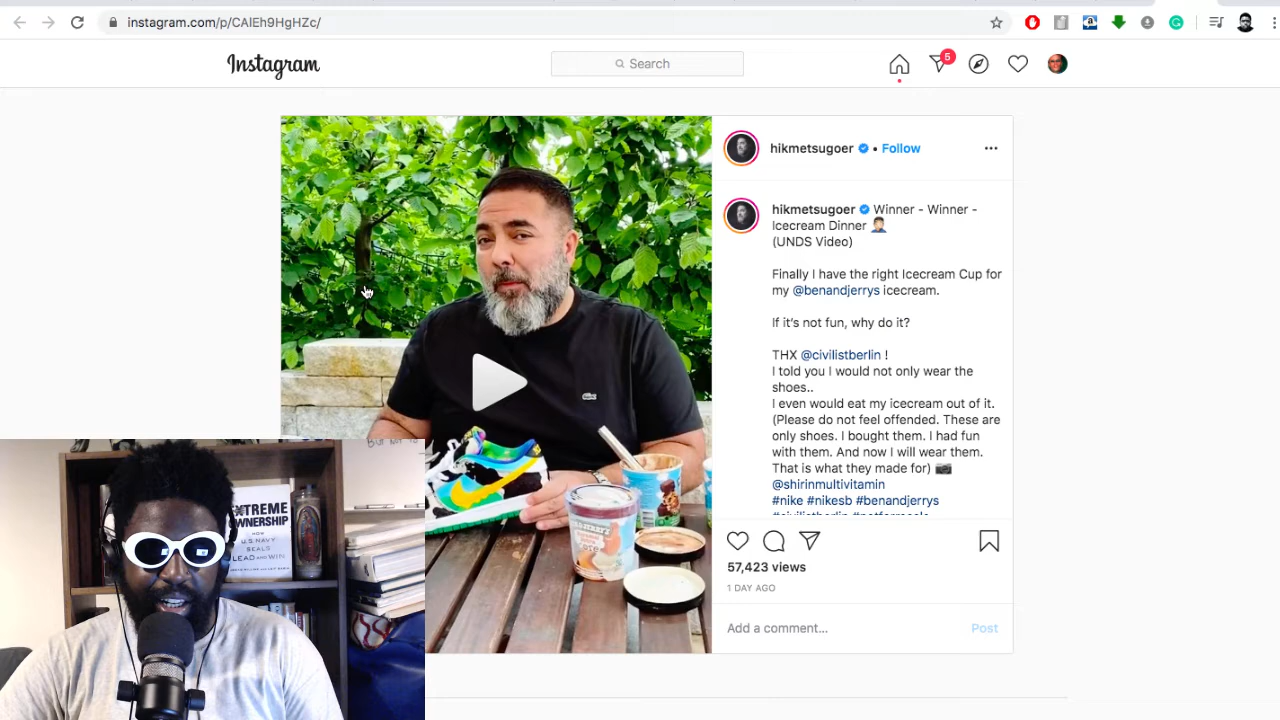 instagram.com/p/CAlEh9HgHZc/
Instagram
Search
5
hikmetsugoer • Follow
hikmetsugoer Winner - Winner -
Icecream Dinner
(UNDS Video)
Finally I have the right Icecream Cup for
my @benandjerrys icecream.
If it's not fun, why do it?
THX @civilistberlin !
I told you I would not only wear the
shoes..
I even would eat my icecream out of it.
(Please do not feel offended. These are
only shoes. I bought them. I had fun
with them. And now I will wear them.
That is what they made for)
@shirinmultivitamin
#nike #nikesb #benandjerrys
57,423 views
1 DAY AGO
Add a comment...
Post
EXTREME
OWNERSHIP
HOW
U.S. NAVY
SEALS
LEAD AND WIN